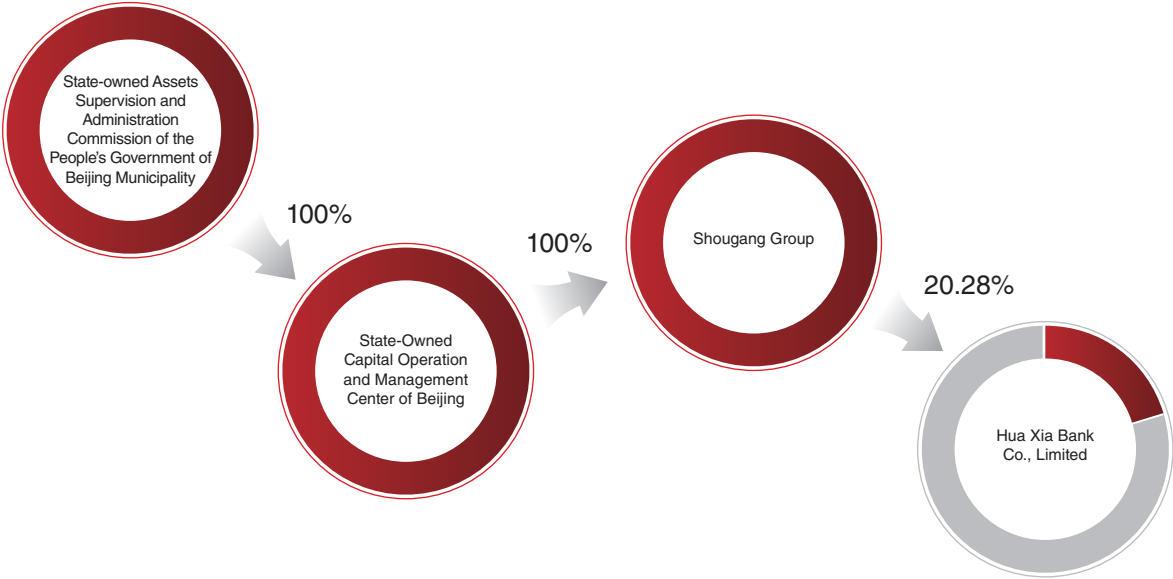 State-owned Assets
Supervision and
Administration
Commission of the
People's Government of
Beijing Municipality
100%
State-Owned
Capital Operation
and Management
Center of Beijing
100%
Shougang Group
20.28%
Hua Xia Bank
Co., Limited